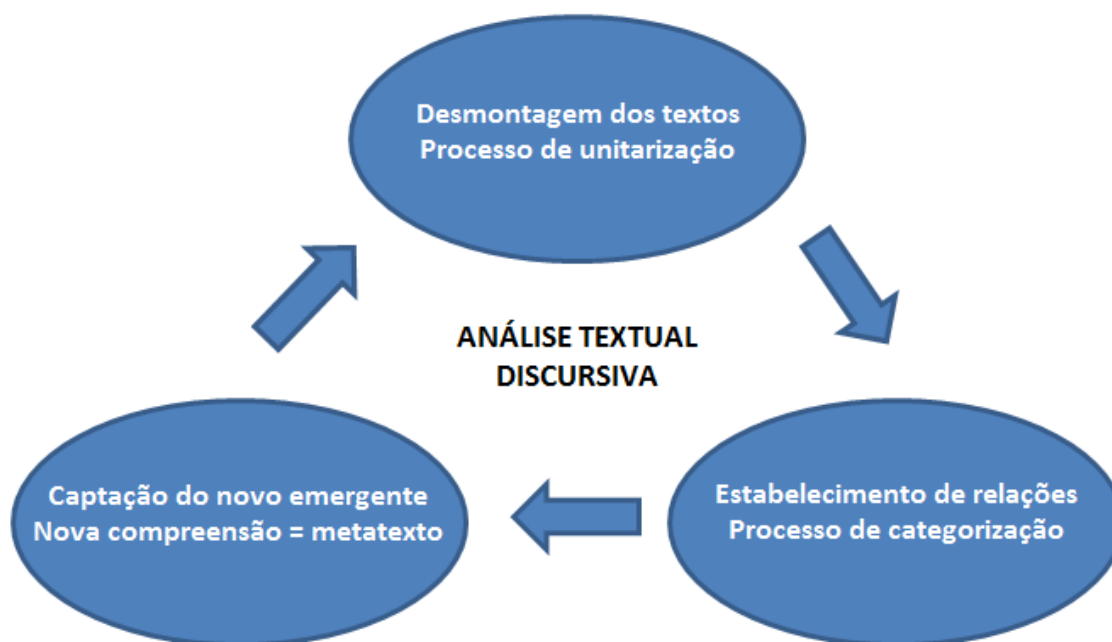 Desmontagem dos textos
Processo de unitarização
ANÁLISE TEXTUAL
DISCURSIVA
Captação do novo emergente
Nova compreensão = metatexto
Estabelecimento de relações
Processo de categorização